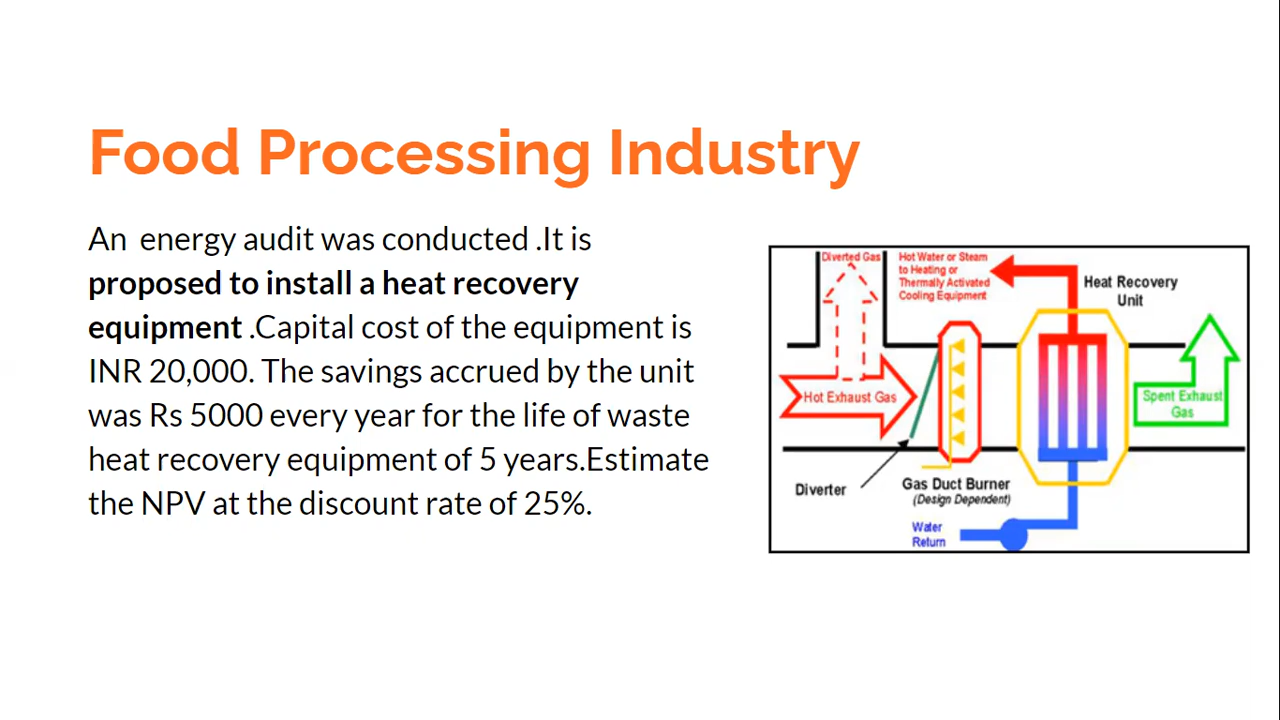 Food Processing Industry
An  energy audit was conducted .It is
proposed to install a heat recovery
equipment .Capital cost of the equipment is
INR 20,000. The savings accrued by the unit
was Rs 5000 every year for the life of waste
heat recovery equipment of 5 years.Estimate
the NPV at the discount rate of 25%.
Diverted Gas
Hot Water or Steam
to Heating or
Thermally Activated
Cooling Equipment
Heat Recovery
Unit
Hot Exhaust Gas
Spent Exhaust
Gas
Diverter
Gas Duct Burner
(Design Dependent)
Water
Return